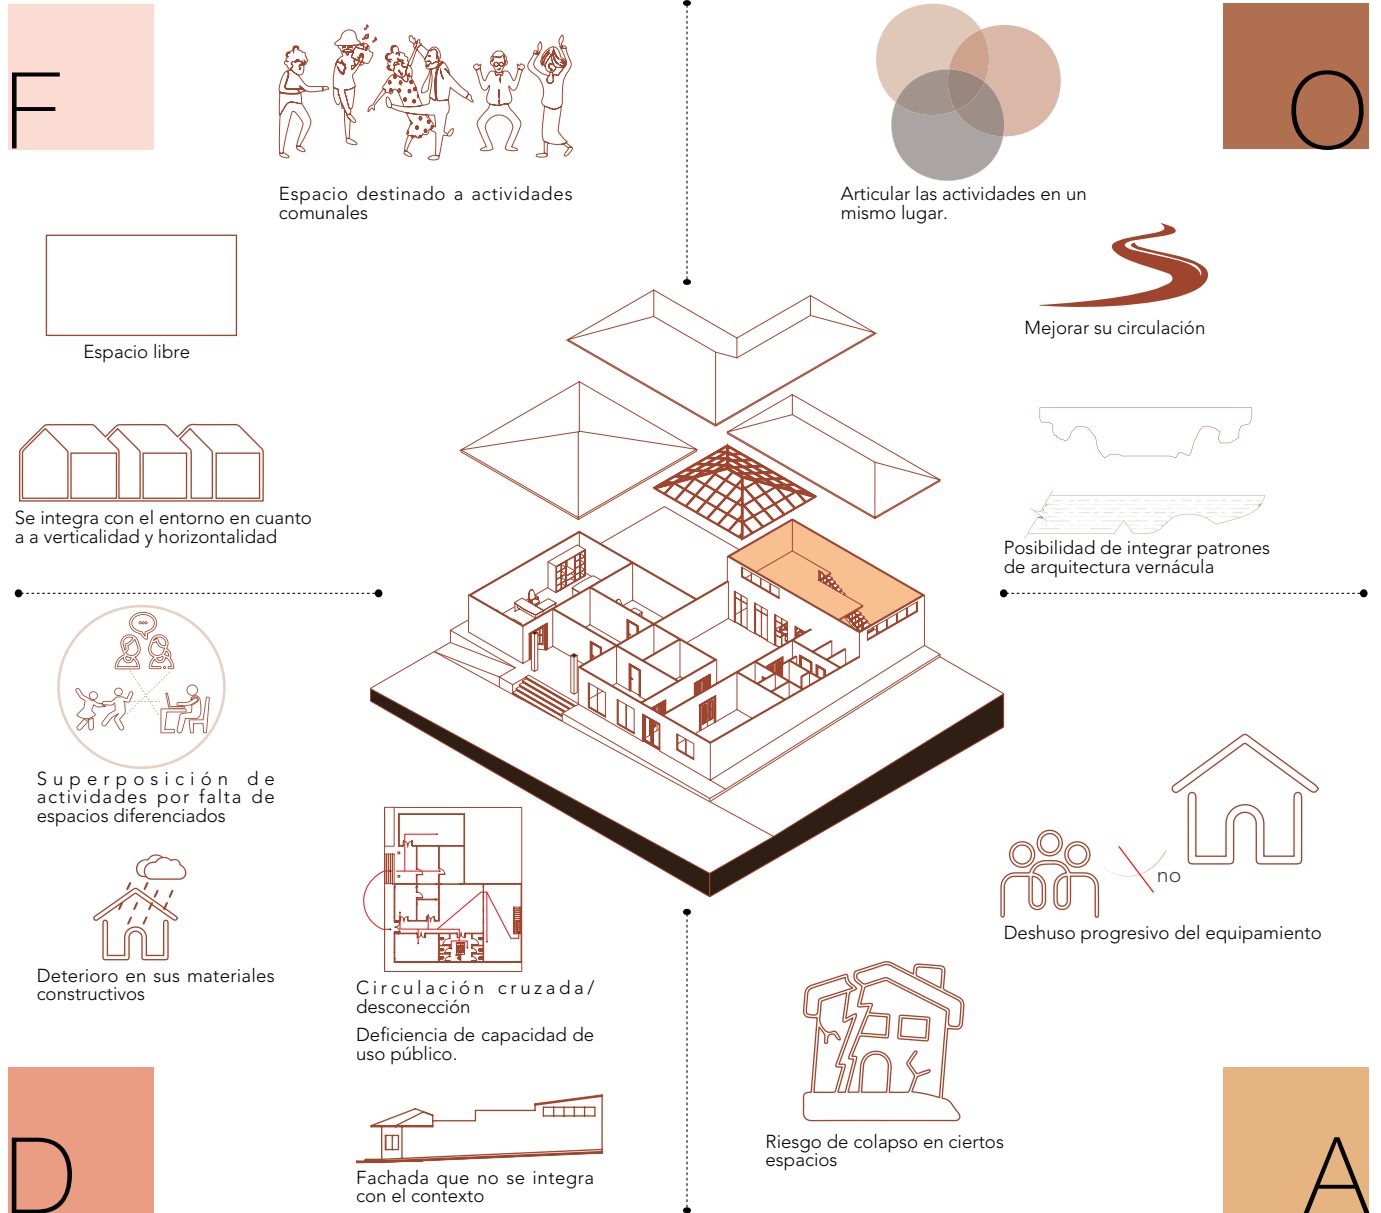 F
Espacio destinado a actividades
comunales
Espacio libre
Se integra con el entorno en cuanto
a a verticalidad y horizontalidad
O
Articular las actividades en un
mismo lugar.
Mejorar su circulación
Posibilidad de integrar patrones
de arquitectura vernácula
Superposición de
actividades por falta de
espacios diferenciados
Deterioro en sus materiales
constructivos
Circulación cruzada/
desconección
Deficiencia de capacidad de
uso público.
Fachada que no se integra
con el contexto
D
no
Deshuso progresivo del equipamiento
Riesgo de colapso en ciertos
espacios
A